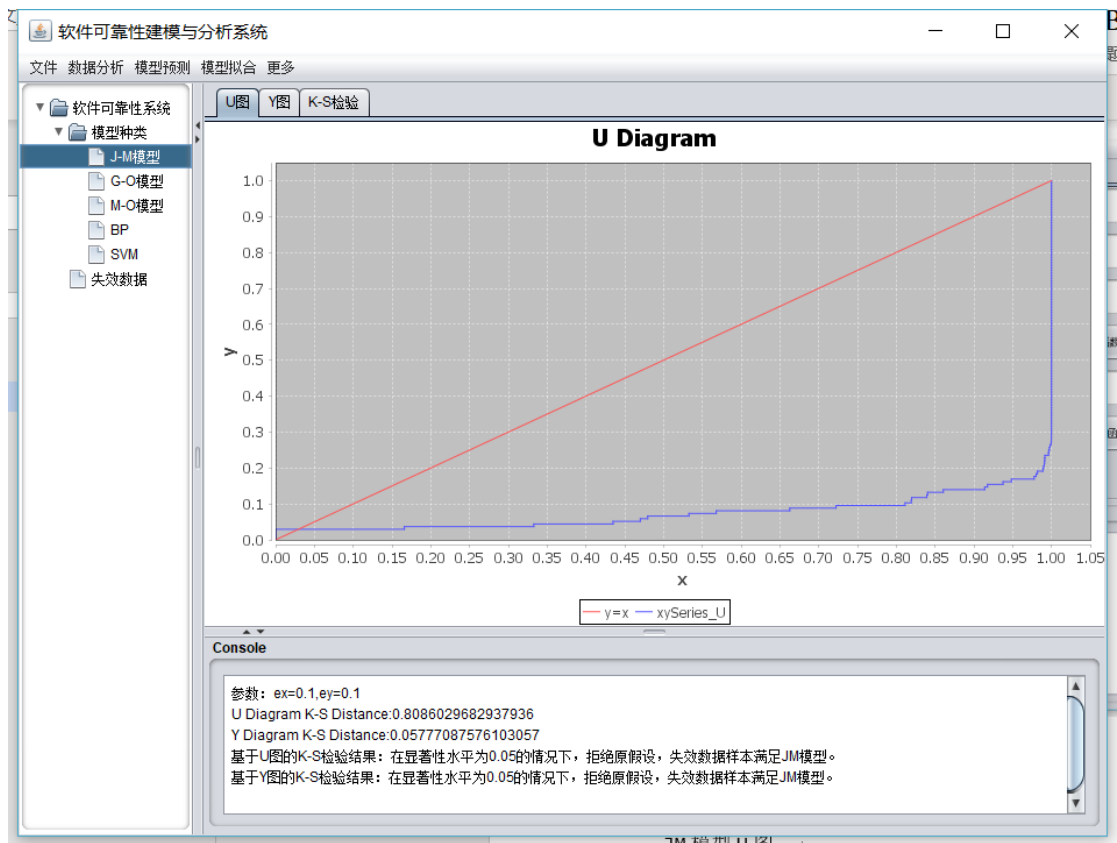 软件可靠性建模与分析系统
文件 数据分析 模型预测 模型拟合 更多
软件可靠性系统
模型种类
J-M模型
G-O模型
M-O模型
BP
SVM
失效数据
U图 Y图 K-S检验
U Diagram
1.0
0.9
0.8
0.7
0.6
0.5
0.4
0.3
0.2
0.1
0.0
y
0.00 0.05 0.10 0.15 0.20 0.25 0.30 0.35 0.40 0.45 0.50 0.55 0.60 0.65 0.70 0.75 0.80 0.85 0.90 0.95 1.00 1.05
x
y=x xySeries_U
Console
参数：ex=0.1,ey=0.1
U Diagram K-S Distance:0.8086029682937936
Y Diagram K-S Distance:0.05777087576103057
基于U图的K-S检验结果：在显著性水平为0.05的情况下，拒绝原假设，失效数据样本满足JM模型。
基于Y图的K-S检验结果：在显著性水平为0.05的情况下，拒绝原假设，失效数据样本满足JM模型。